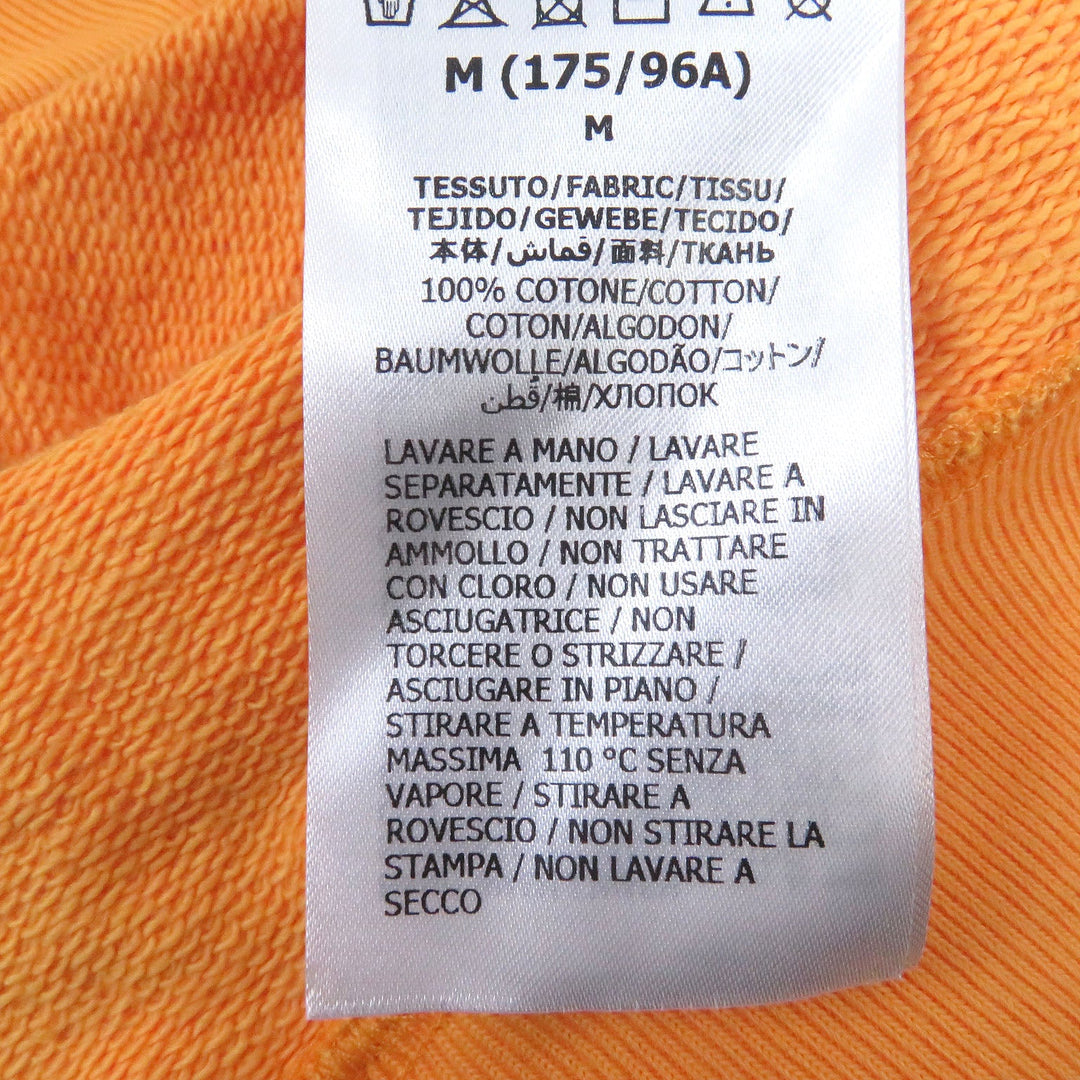 M (175/96A)
M
TESSUTO/FABRIC/TISSU/
TEJIDO/GEWEBE/TECIDO/
本体/قماش/面料/ТКАНЬ
100% COTONE/COTTON/
COTON/ALGODON/
BAUMWOLLE/ALGODÃO/コットン/
قُطن/棉/ХЛОПОК
LAVARE A MANO / LAVARE
SEPARATAMENTE / LAVARE A
ROVESCIO / NON LASCIARE IN
AMMOLLO / NON TRATTARE
CON CLORO / NON USARE
ASCIUGATRICE / NON
TORCERE O STRIZZARE /
ASCIUGARE IN PIANO /
STIRARE A TEMPERATURA
MASSIMA 110 °C SENZA
VAPORE / STIRARE A
ROVESCIO / NON STIRARE LA
STAMPA / NON LAVARE A
SECCO